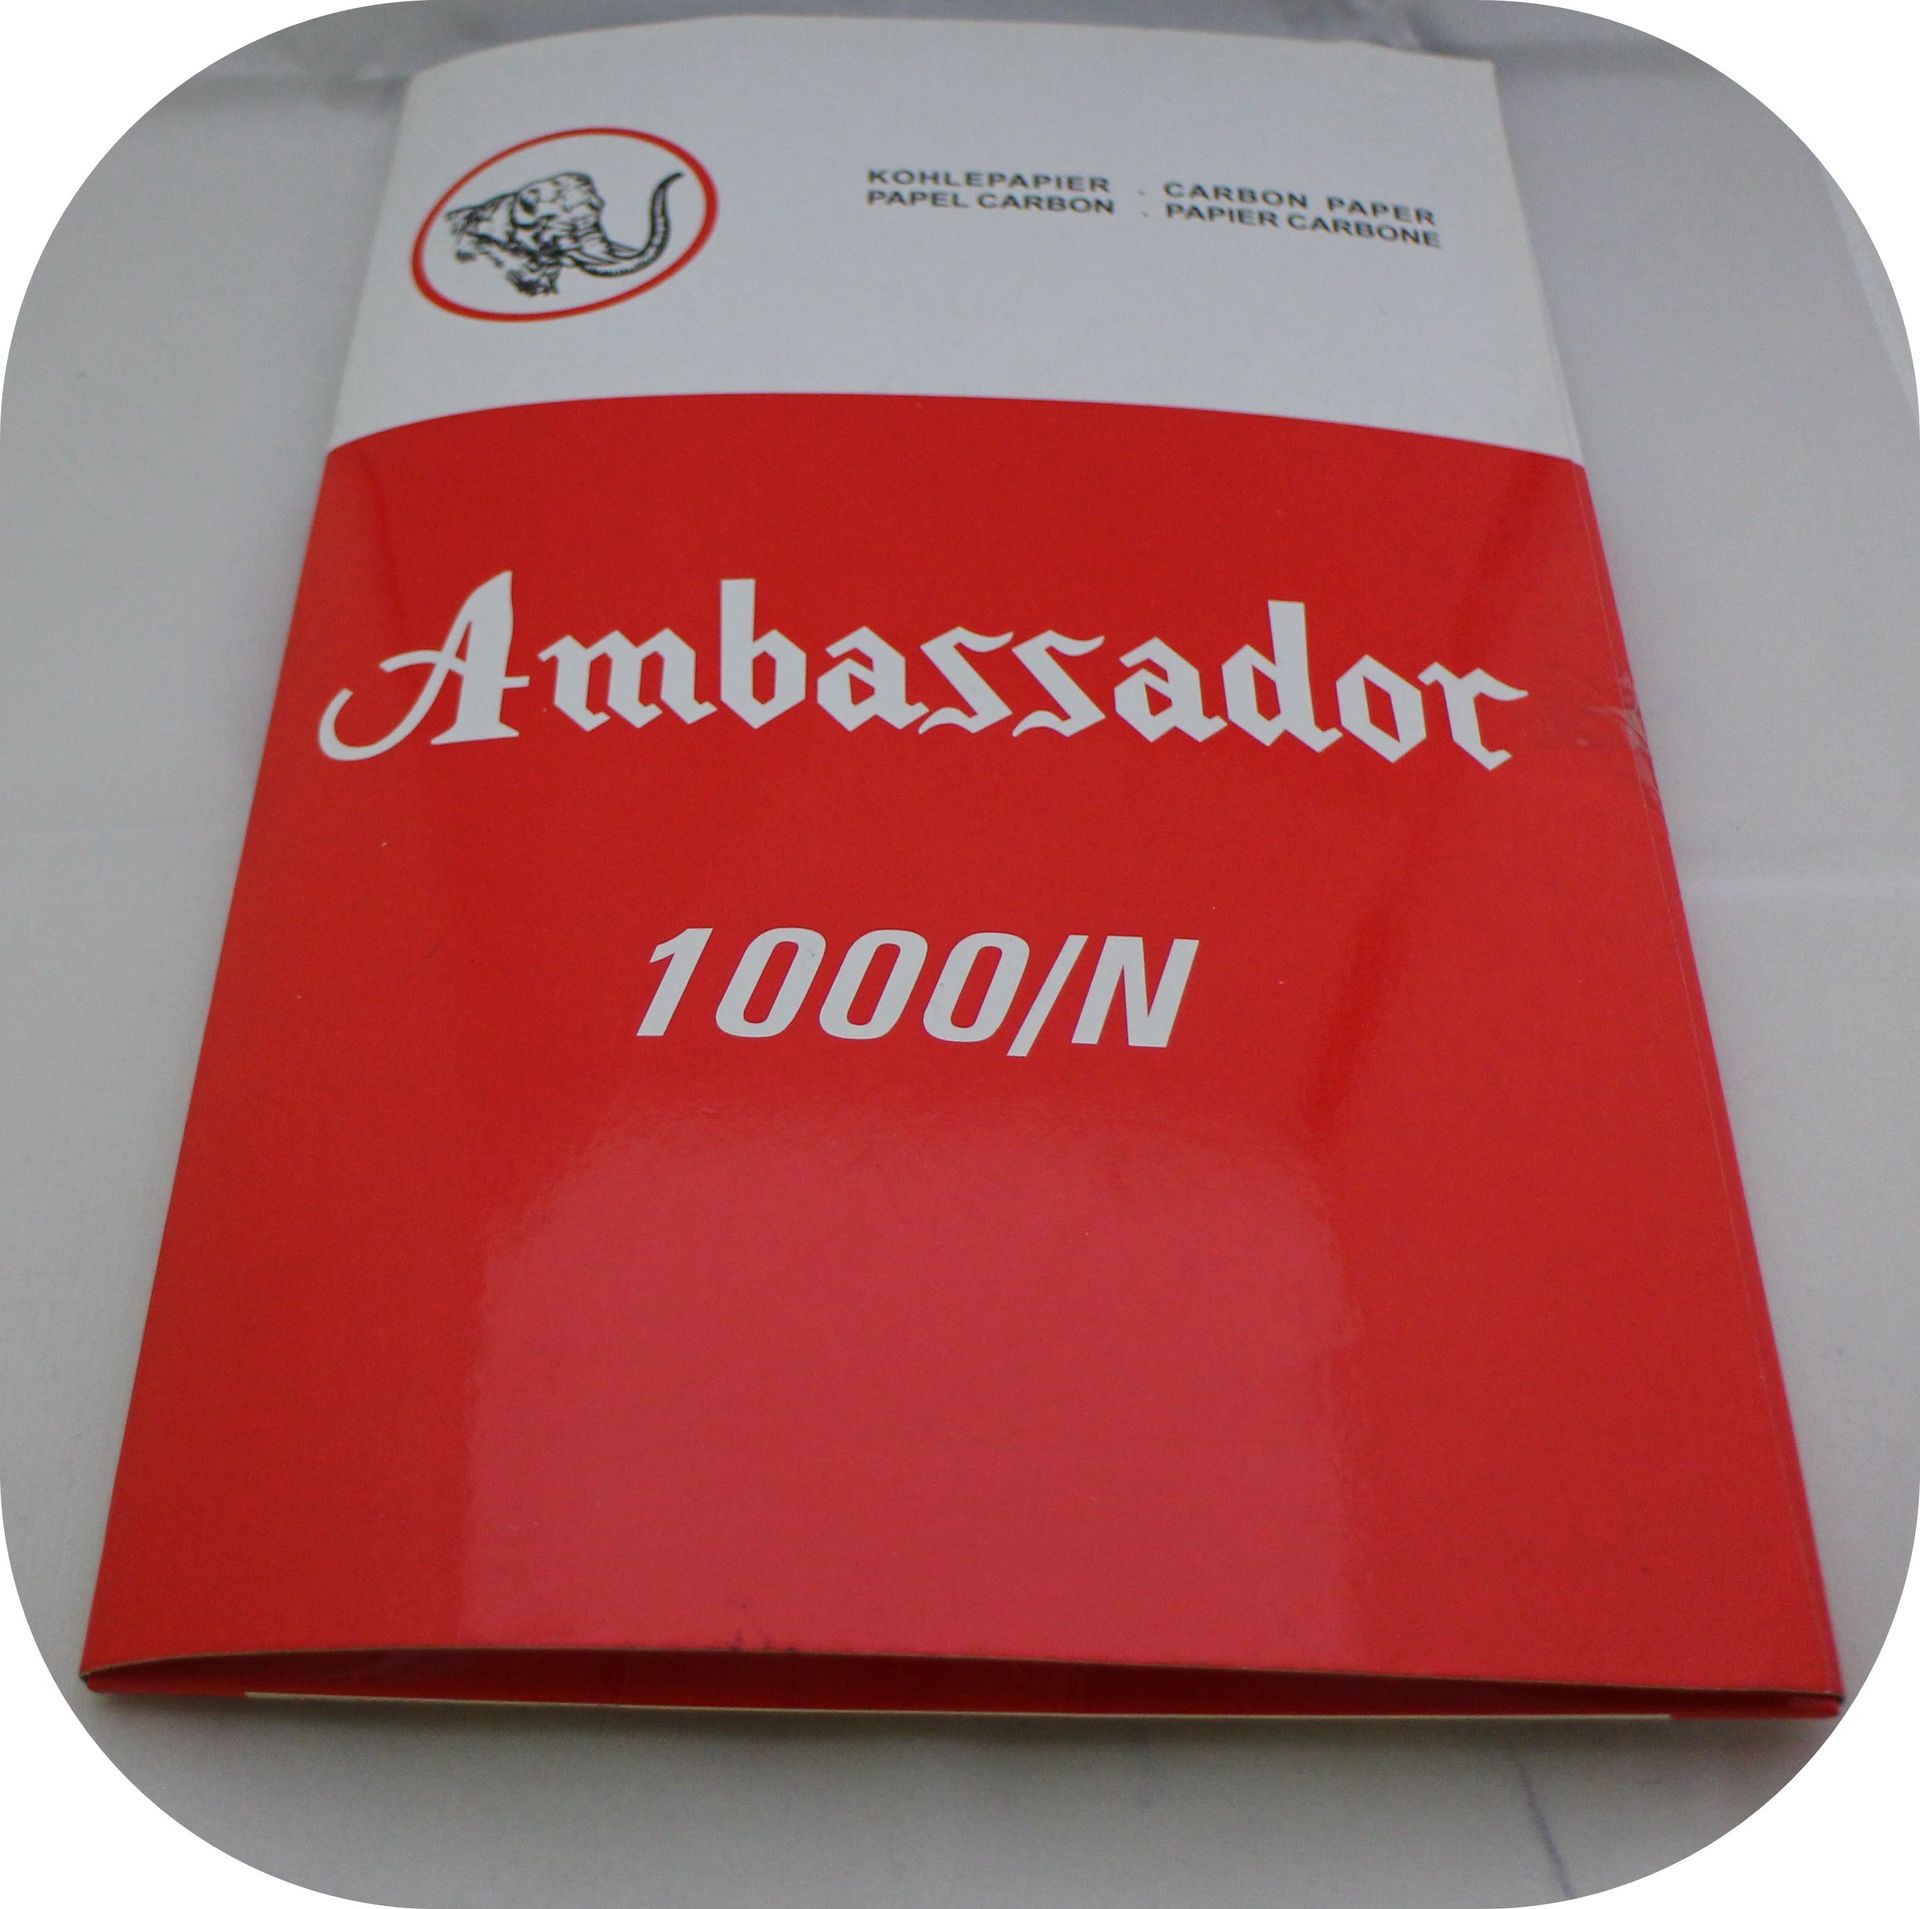 KOHLEPAPIER . CARBON PAPER
PAPEL CARBON . PAPIER CARBONE
Ambassador
1000/N